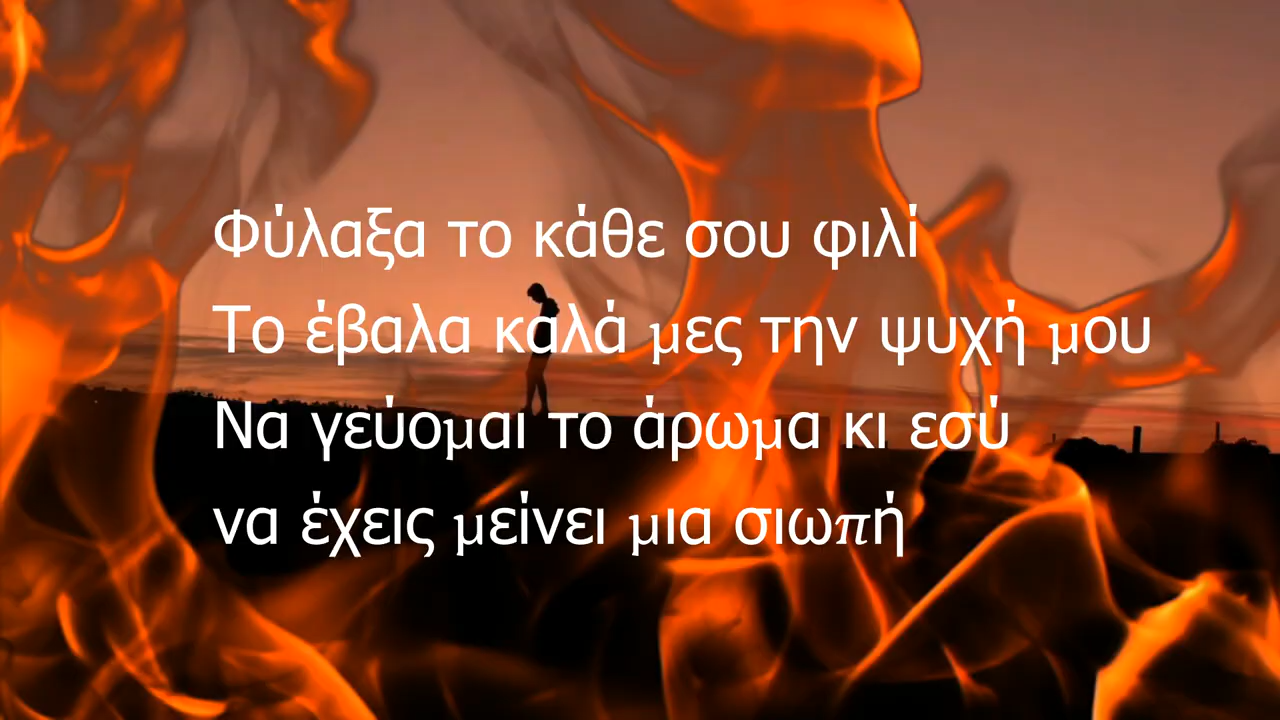 Φύλαξα το κάθε σου φιλί
Το έβαλα καλά μες την ψυχή μου
Να γεύομαι το άρωμα κι εσύ
να έχεις μείνει μια σιωπή